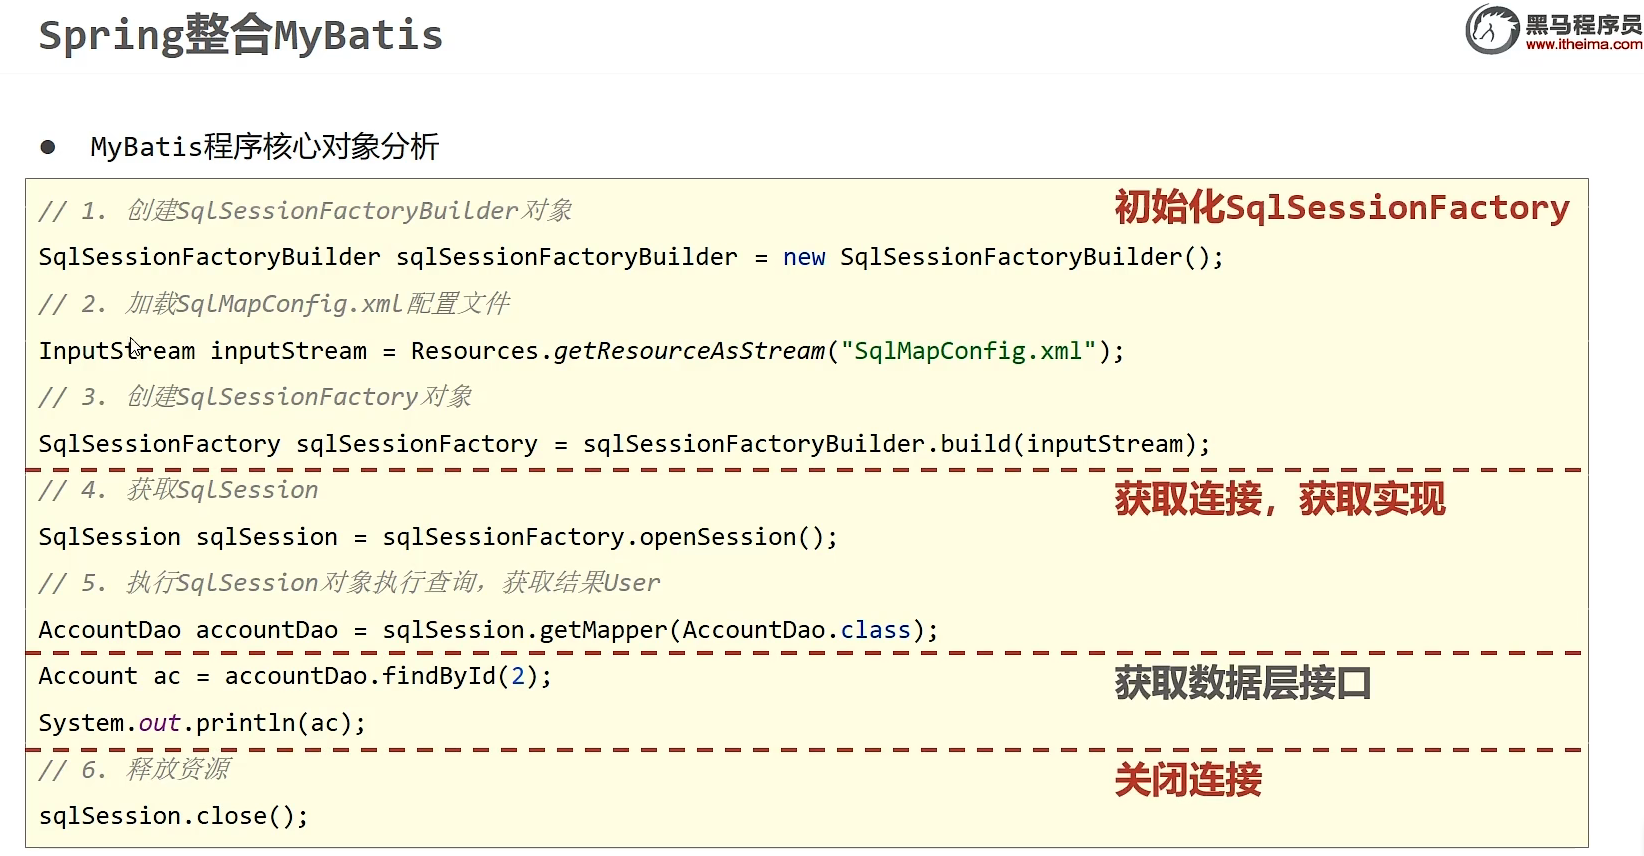 Spring整合MyBatis
黑马程序员
www.itheima.com
● MyBatis程序核心对象分析
// 1. 创建SqlSessionFactoryBuilder对象
初始化SqlSessionFactory
SqlSessionFactoryBuilder sqlSessionFactoryBuilder = new SqlSessionFactoryBuilder();
// 2. 加载SqlMapConfig.xml配置文件
InputStream inputStream = Resources.getResourceAsStream("SqlMapConfig.xml");
// 3. 创建SqlSessionFactory对象
SqlSessionFactory sqlSessionFactory = sqlSessionFactoryBuilder.build(inputStream);
// 4. 获取SqlSession
获取连接，获取实现
SqlSession sqlSession = sqlSessionFactory.openSession();
// 5. 执行SqlSession对象执行查询，获取结果User
AccountDao accountDao = sqlSession.getMapper(AccountDao.class);
Account ac = accountDao.findById(2);
获取数据层接口
System.out.println(ac);
// 6. 释放资源
关闭连接
sqlSession.close();